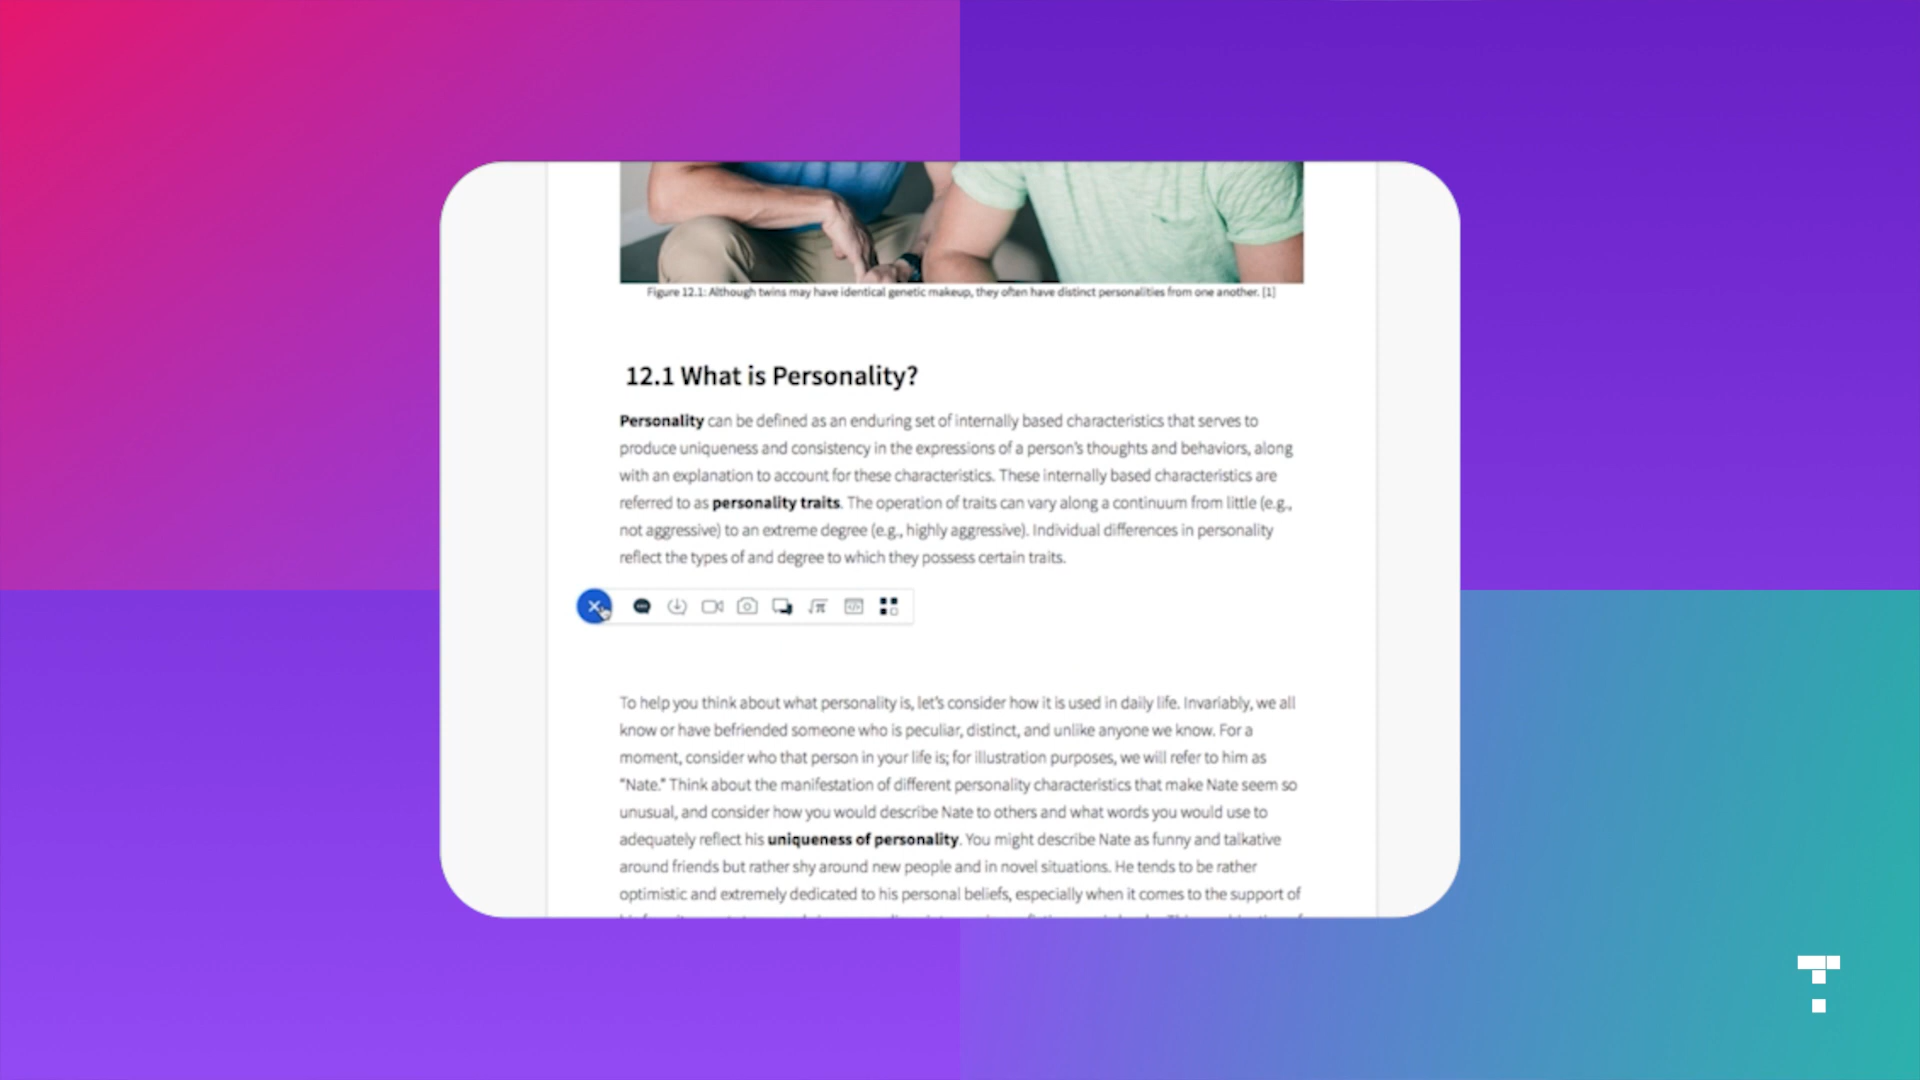 Figure 12.1: Although twins may have identical genetic makeup, they often have distinct personalities from one another. [1]
12.1 What is Personality?
Personality can be defined as an enduring set of internally based characteristics that serves to
produce uniqueness and consistency in the expressions of a person's thoughts and behaviors, along
with an explanation to account for these characteristics. These internally based characteristics are
referred to as personality traits. The operation of traits can vary along a continuum from little (e.g.,
not aggressive) to an extreme degree (e.g., highly aggressive). Individual differences in personality
reflect the types of and degree to which they possess certain traits.
To help you think about what personality is, let's consider how it is used in daily life. Invariably, we all
know or have befriended someone who is peculiar, distinct, and unlike anyone we know. For a
moment, consider who that person in your life is; for illustration purposes, we will refer to him as
"Nate." Think about the manifestation of different personality characteristics that make Nate seem so
unusual, and consider how you would describe Nate to others and what words you would use to
adequately reflect his uniqueness of personality. You might describe Nate as funny and talkative
around friends but rather shy around new people and in novel situations. He tends to be rather
optimistic and extremely dedicated to his personal beliefs, especially when it comes to the support of